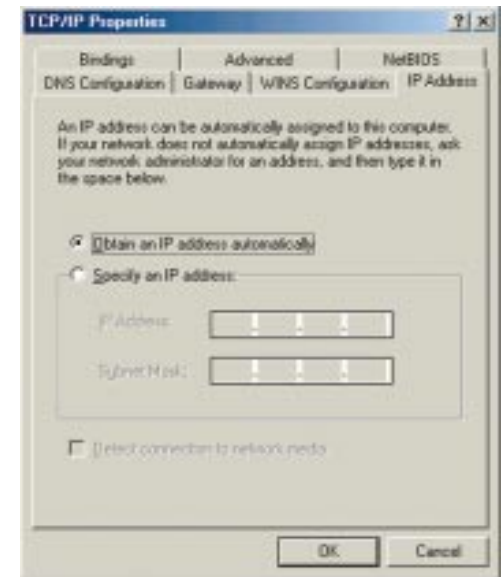 TCP/IP Properties
? ×
Bindings Advanced NetBIOS
DNS Configuration Gateway WINS Configuration IP Address
An IP address can be automatically assigned to this computer.
If your network does not automatically assign IP addresses, ask
your network administrator for an address, and then type it in
the space below.
Obtain an IP address automatically
Specify an IP address:
IP Address:
Subnet Mask:
Detect connection to network media
OK Cancel